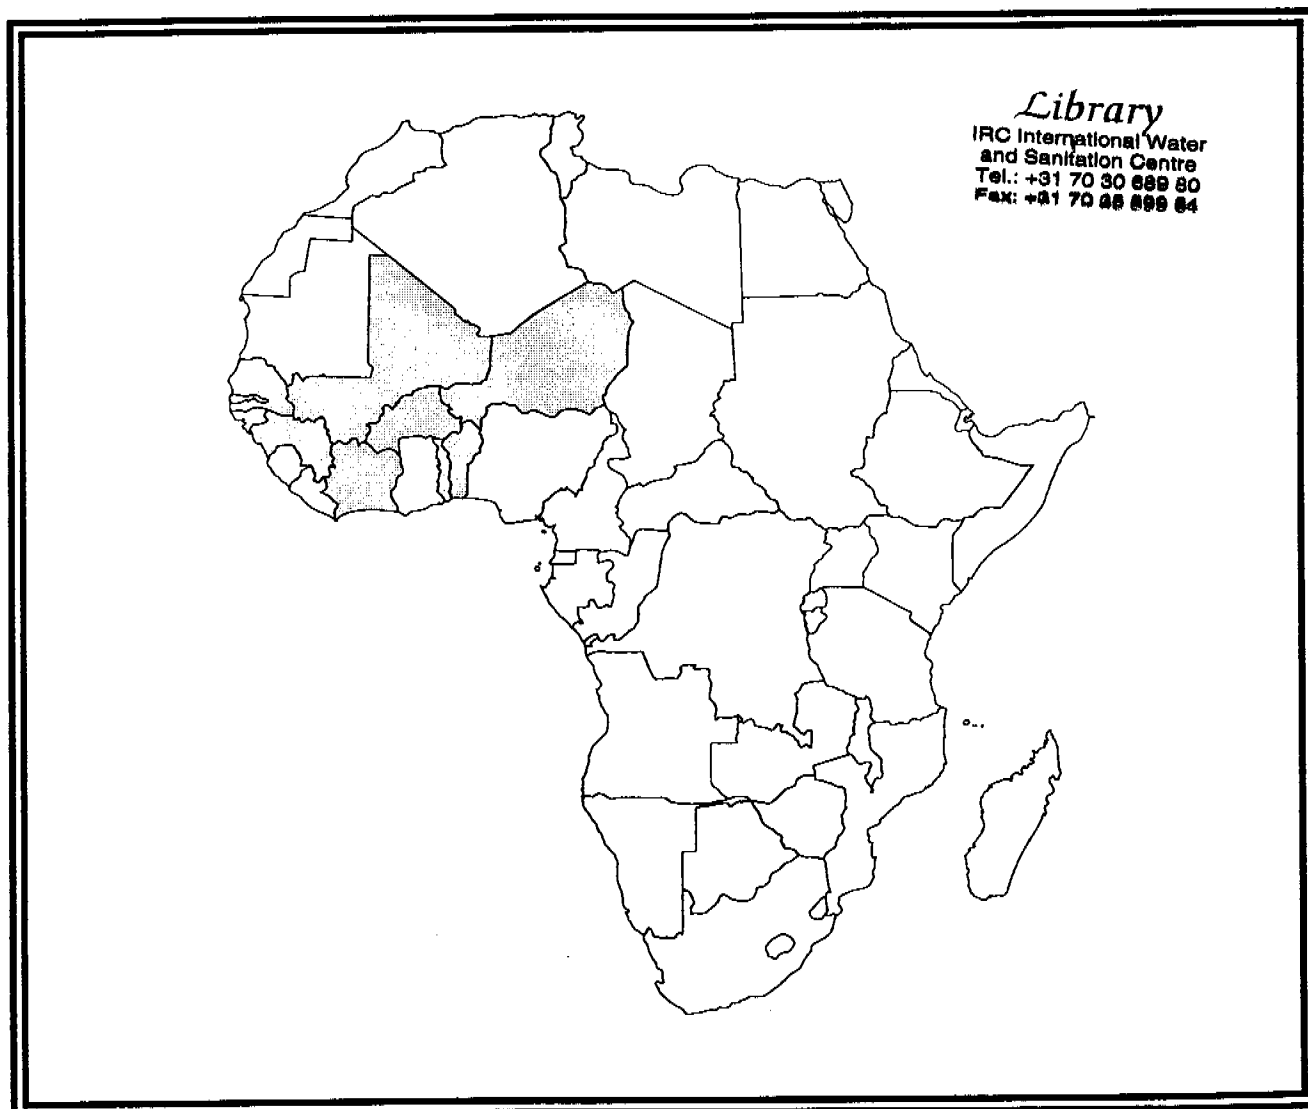 Library
IRC International Water
and Sanitation Centre
Tel.: +31 70 30 689 80
Fax: +31 70 35 899 64